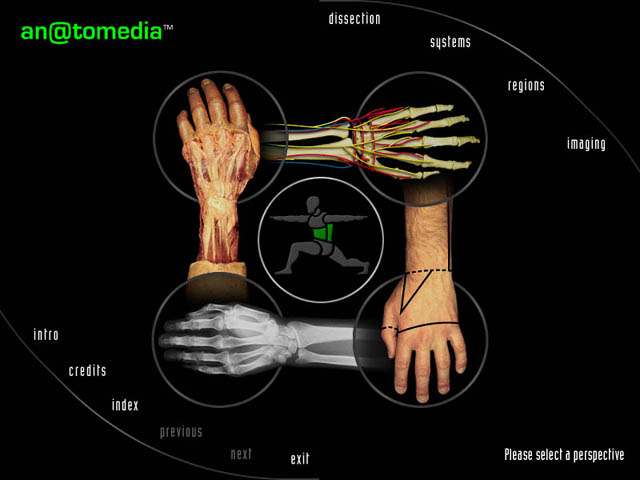 an@tomedia™
dissection
systems
regions
imaging
intro
credits
index
previous
next
exit
Please select a perspective